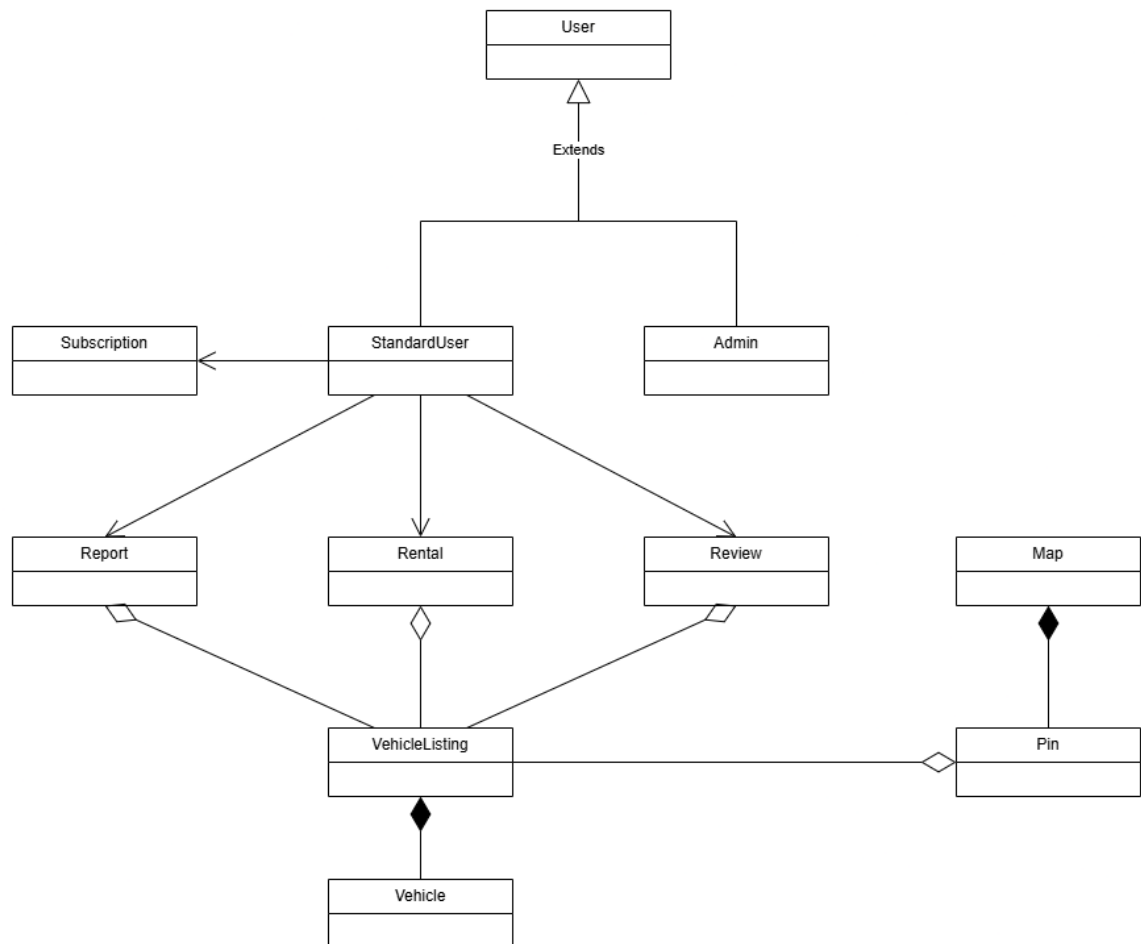 User
Extends
Subscription
StandardUser
Admin
Report
Rental
Review
Map
VehicleListing
Pin
Vehicle